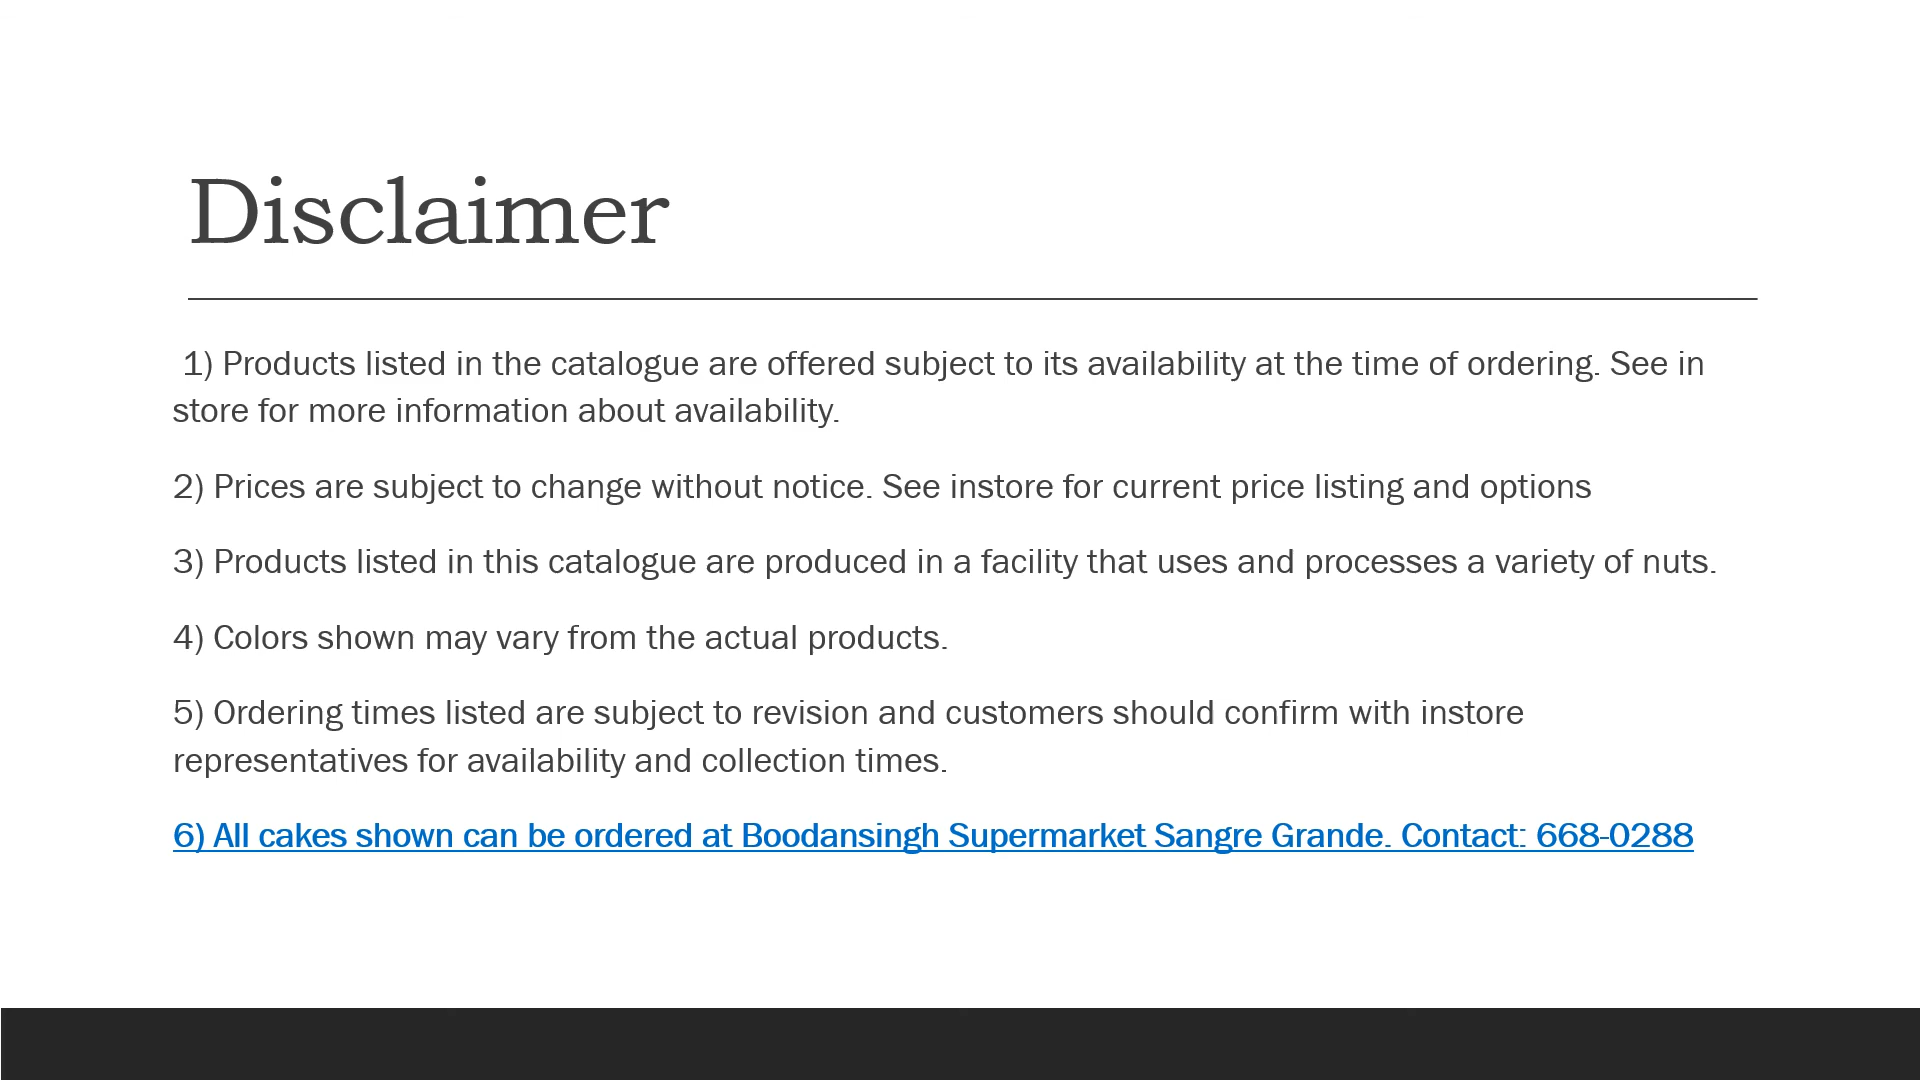 Disclaimer
1) Products listed in the catalogue are offered subject to its availability at the time of ordering. See in
store for more information about availability.
2) Prices are subject to change without notice. See instore for current price listing and options
3) Products listed in this catalogue are produced in a facility that uses and processes a variety of nuts.
4) Colors shown may vary from the actual products.
5) Ordering times listed are subject to revision and customers should confirm with instore
representatives for availability and collection times.
6) All cakes shown can be ordered at Boodansingh Supermarket Sangre Grande. Contact: 668-0288